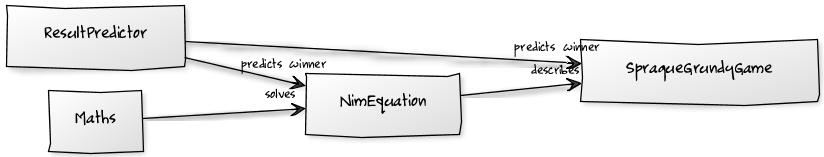 ResultPredictor
predicts winner
SpragueGrundyGame
predicts winner
describes
solves
NimEquation
Maths